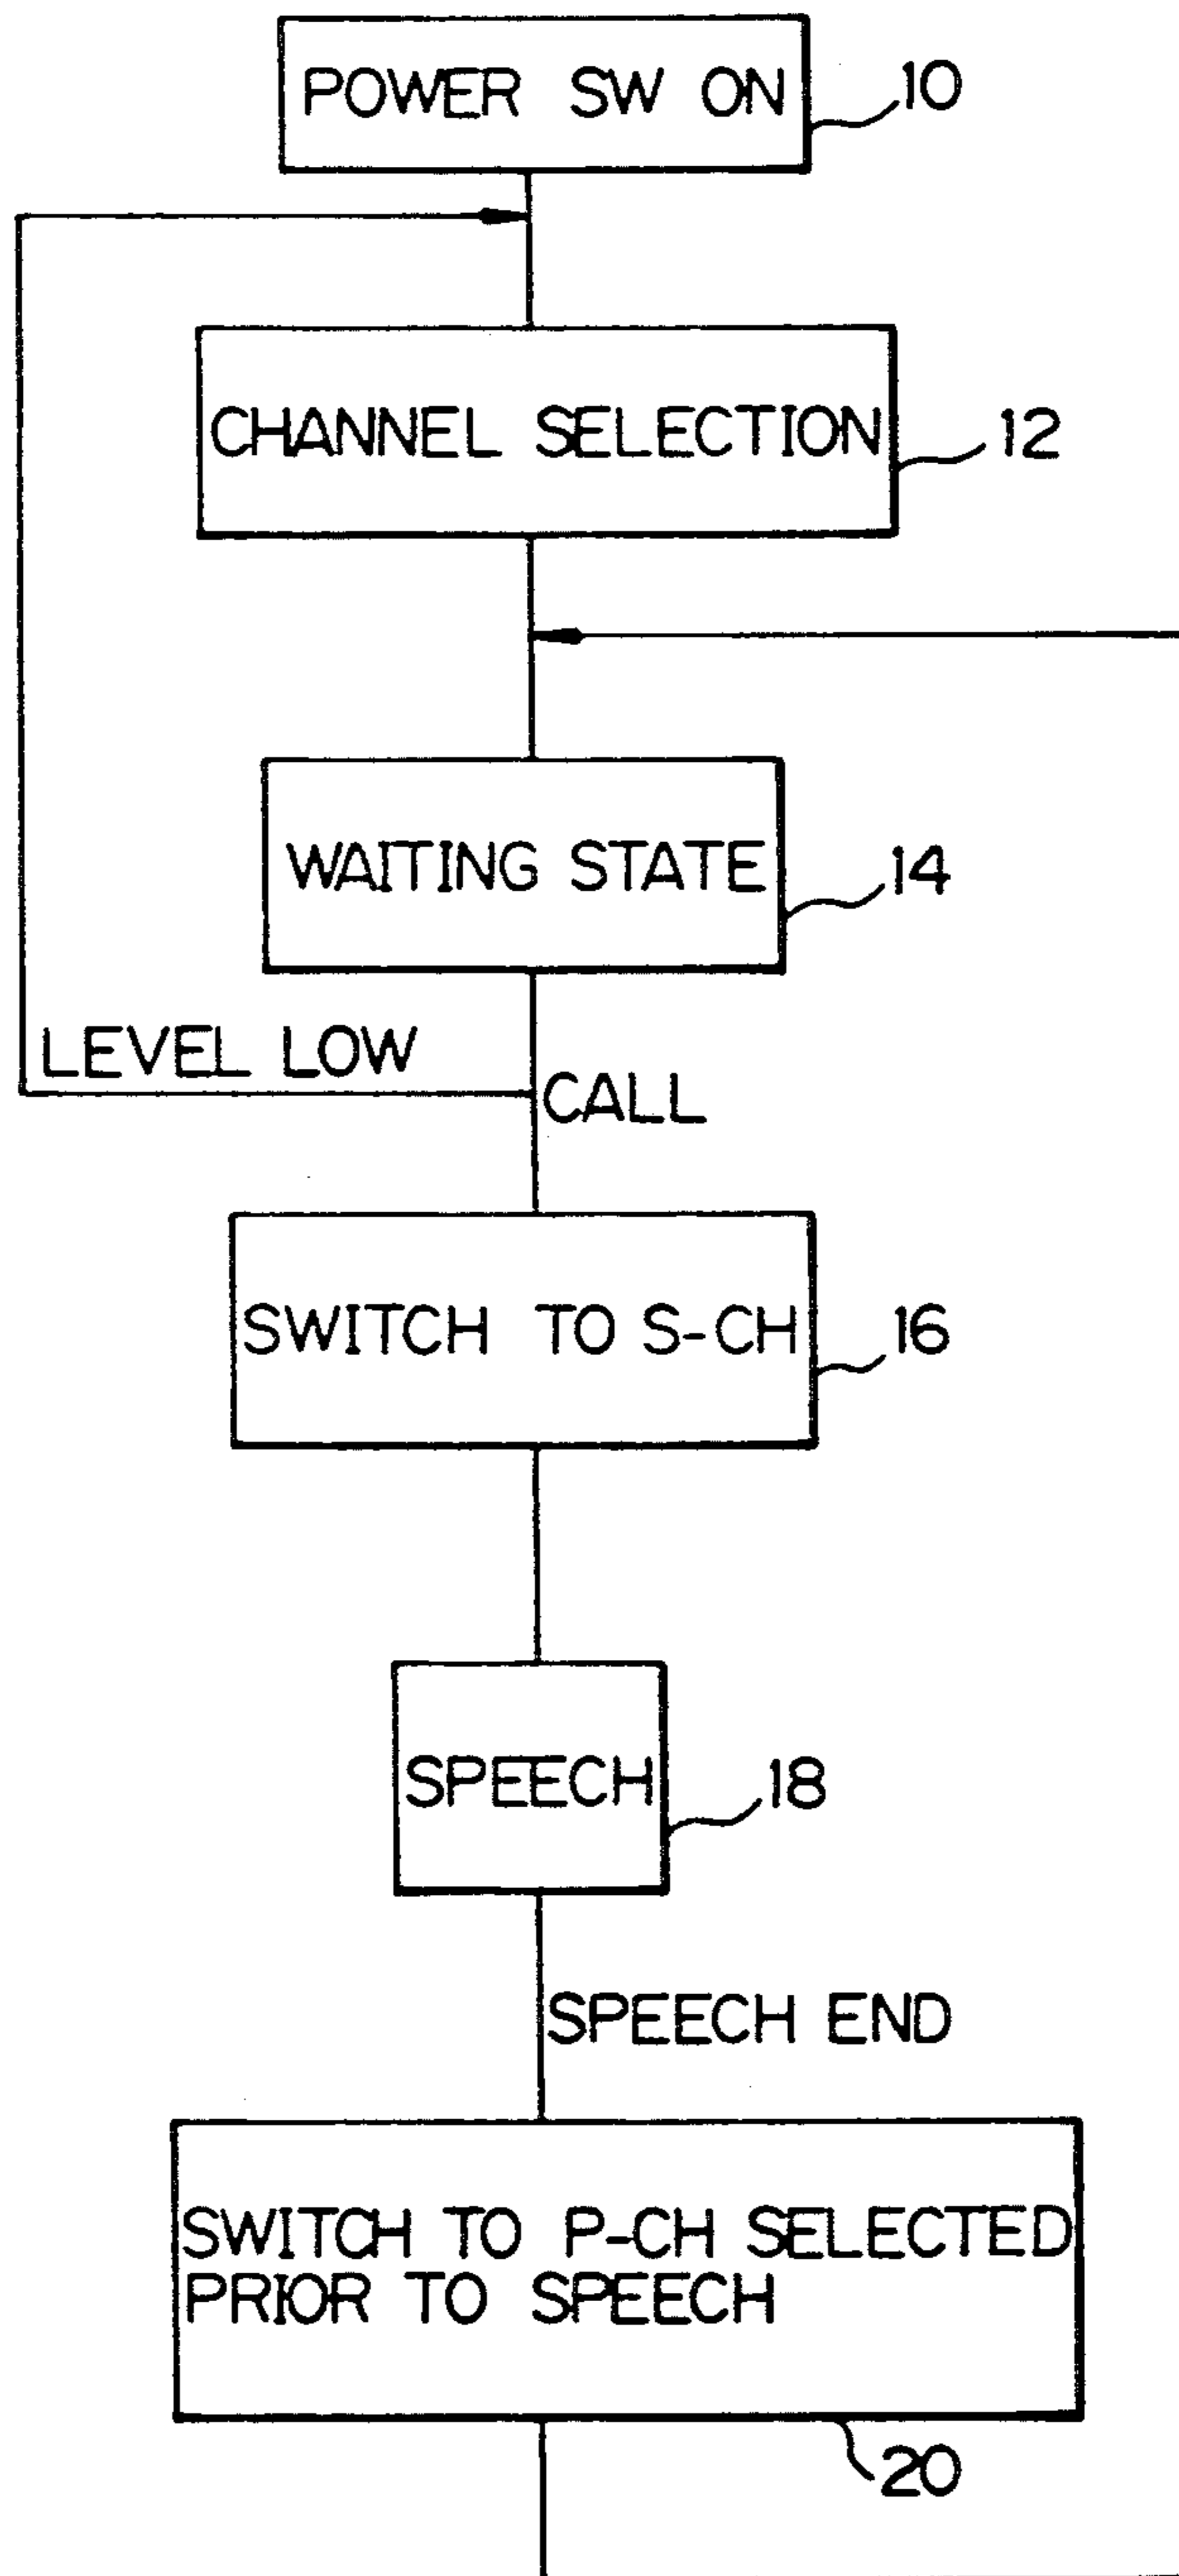 POWER SW ON
10
CHANNEL SELECTION
12
WAITING STATE
14
LEVEL LOW
CALL
SWITCH TO S-CH
16
SPEECH
18
SPEECH END
SWITCH TO P-CH SELECTED
PRIOR TO SPEECH
20